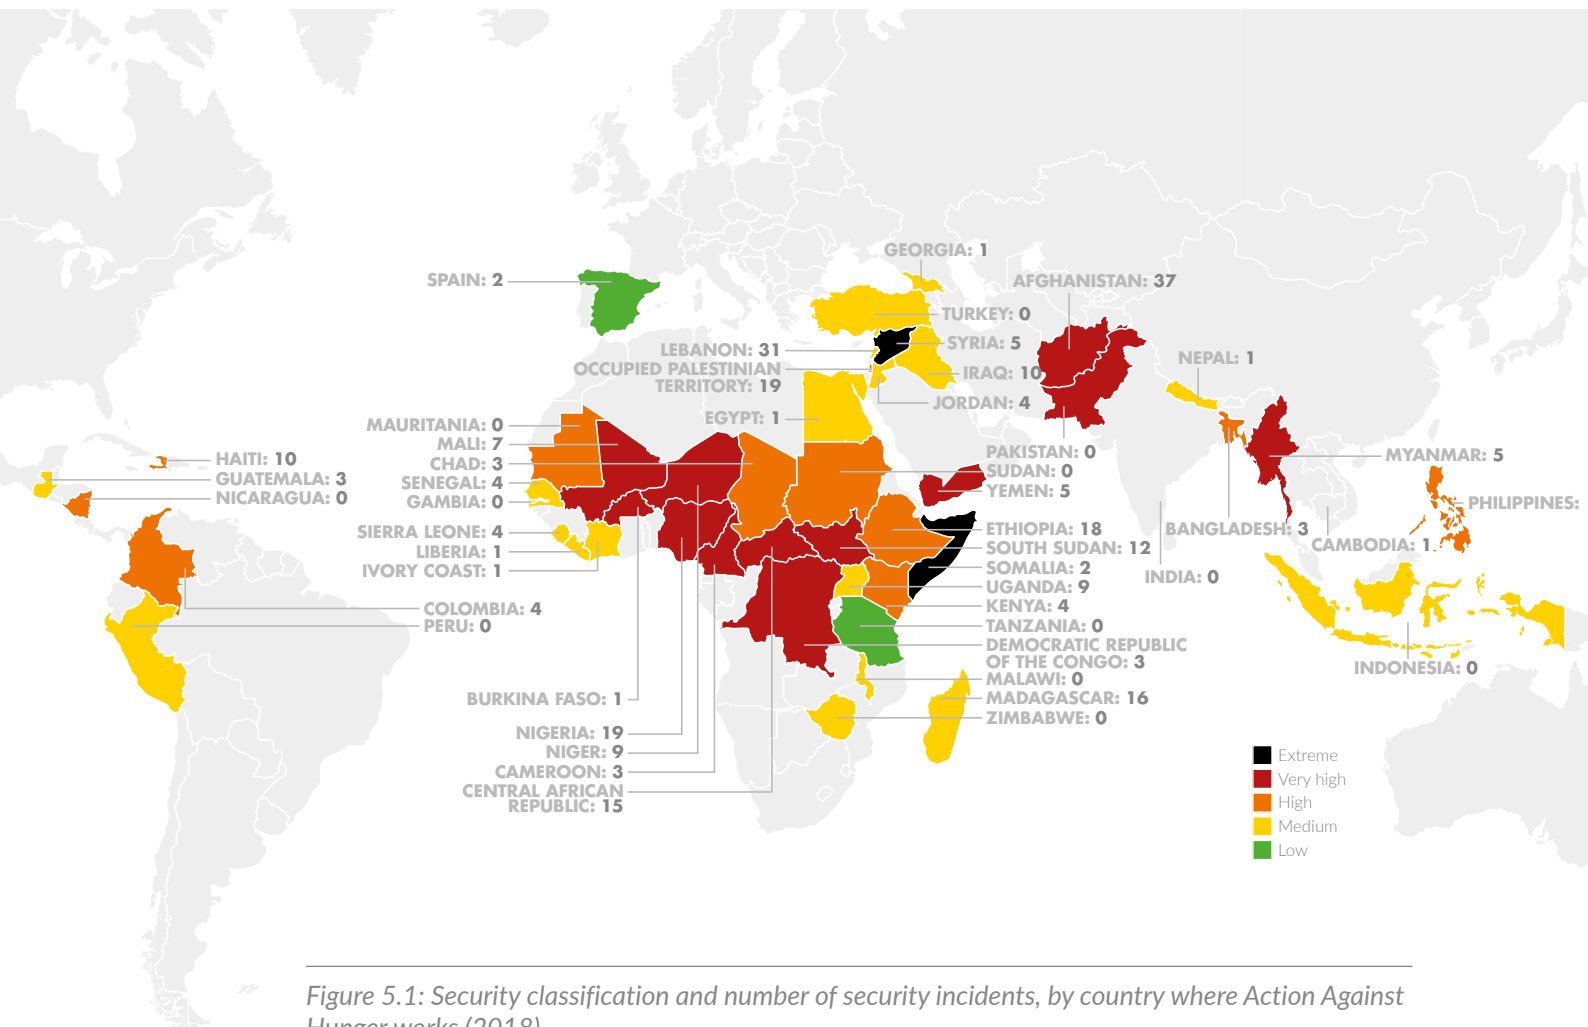 GEORGIA: 1
SPAIN: 2
AFGHANISTAN: 37
TURKEY: 0
LEBANON: 31
SYRIA: 5
NEPAL: 1
OCCUPIED PALESTINIAN
TERRITORY: 19
IRAQ: 10
JORDAN: 4
EGYPT: 1
MAURITANIA: 0
MALI: 7
CHAD: 3
SENEGAL: 4
GAMBIA: 0
HAITI: 10
GUATEMALA: 3
NICARAGUA: 0
PAKISTAN: 0
SUDAN: 0
YEMEN: 5
MYANMAR: 5
PHILIPPINES:
SIERRA LEONE: 4
LIBERIA: 1
IVORY COAST: 1
ETHIOPIA: 18
SOUTH SUDAN: 12
SOMALIA: 2
UGANDA: 9
KENYA: 4
TANZANIA: 0
DEMOCRATIC REPUBLIC
OF THE CONGO: 3
MALAWI: 0
MADAGASCAR: 16
ZIMBABWE: 0
BANGLADESH: 3
CAMBODIA: 1
INDIA: 0
INDONESIA: 0
COLOMBIA: 4
PERU: 0
BURKINA FASO: 1
NIGERIA: 19
NIGER: 9
CAMEROON: 3
CENTRAL AFRICAN
REPUBLIC: 15
Extreme
Very high
High
Medium
Low
Figure 5.1: Security classification and number of security incidents, by country where Action Against
Hunger works (2018)